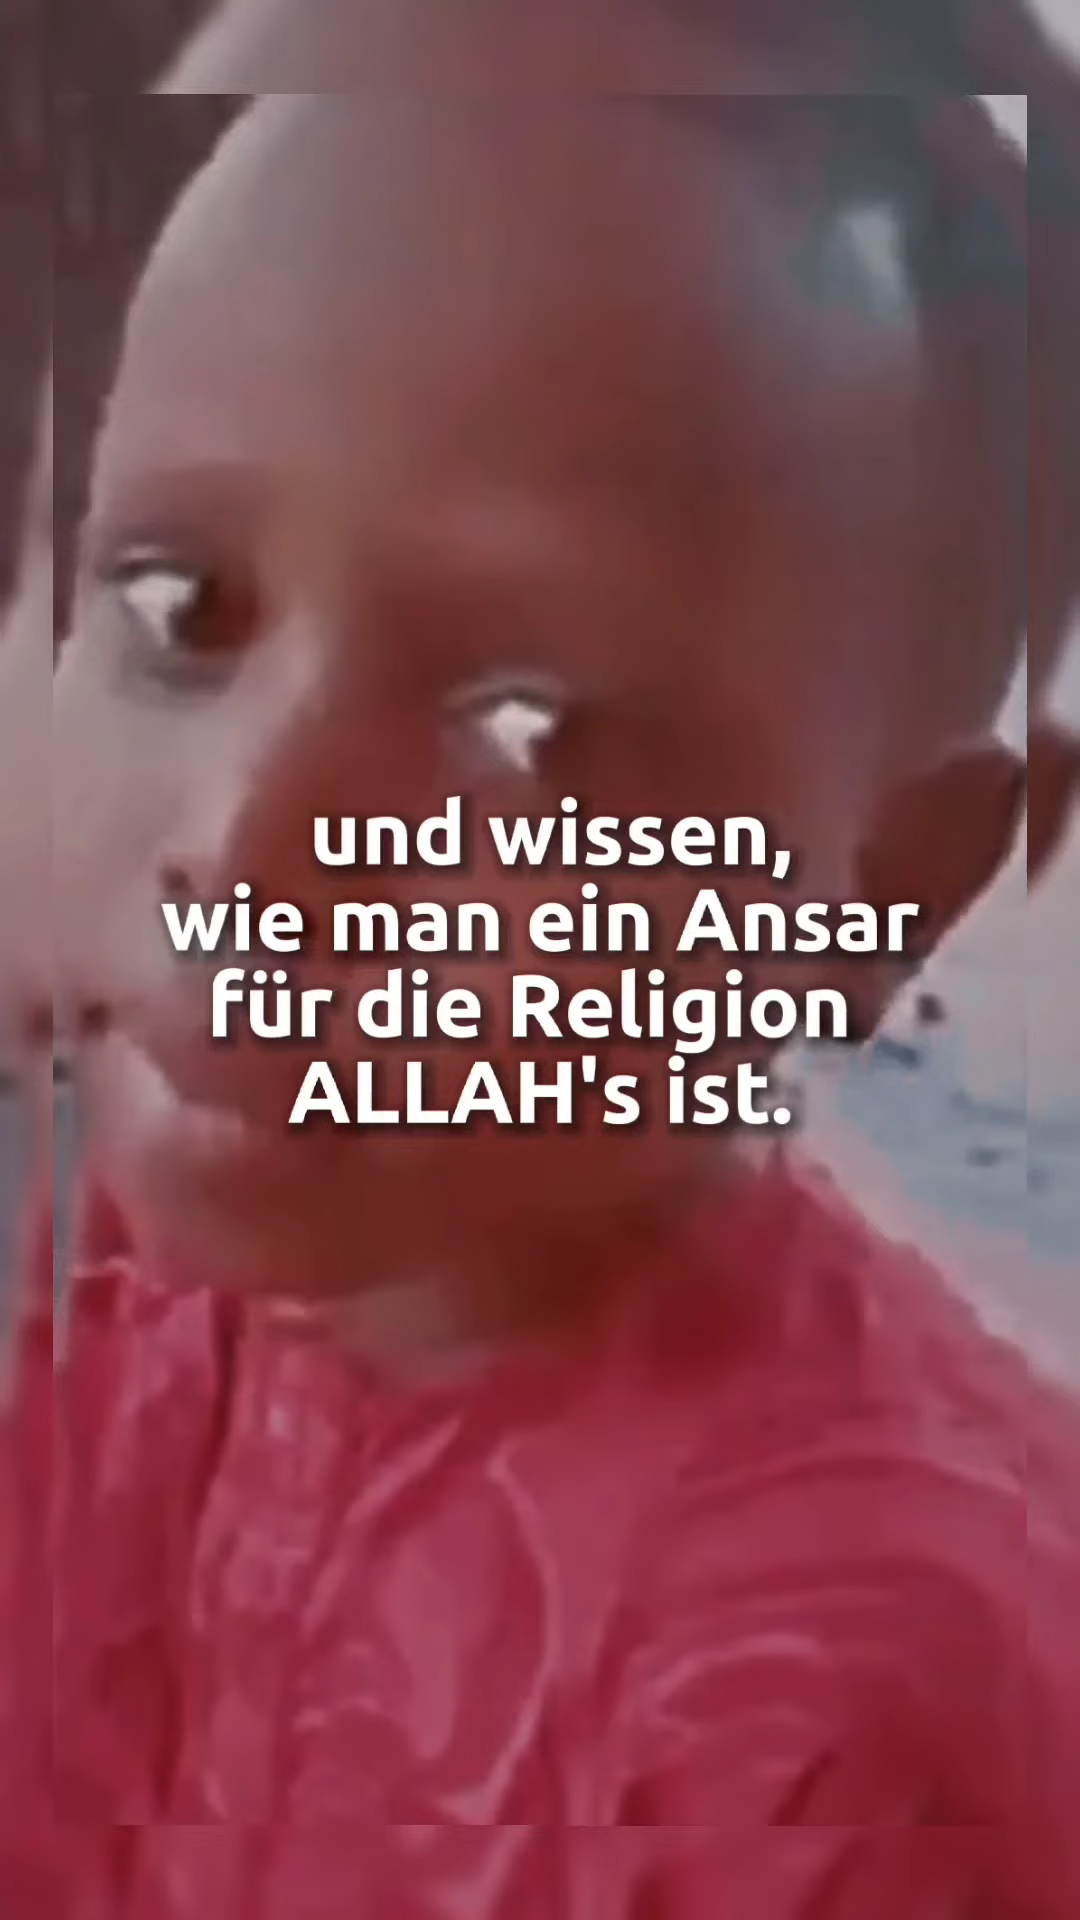 und wissen,
wie man ein Ansar
für die Religion
ALLAH's ist.